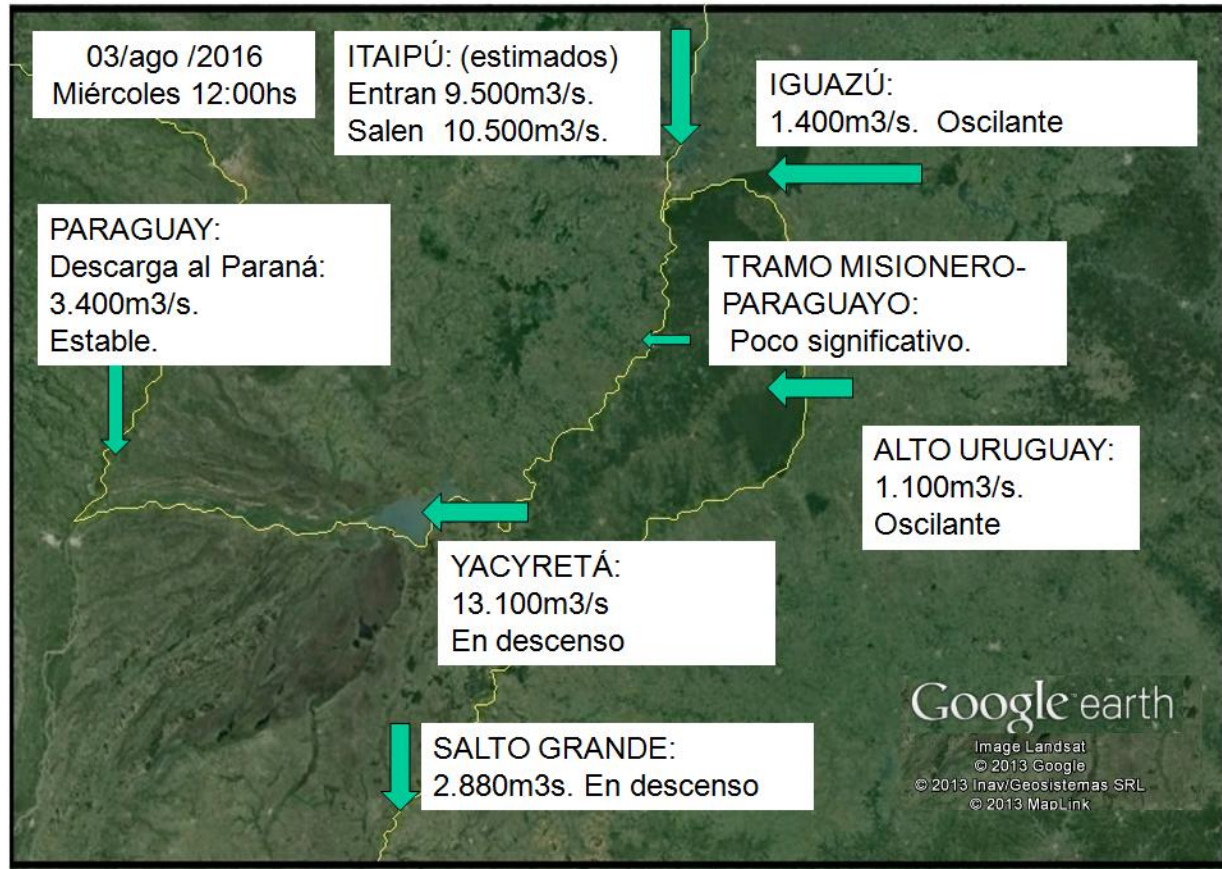 03/ago /2016
Miércoles 12:00hs
ITAIPÚ: (estimados)
Entran 9.500m3/s.
Salen 10.500m3/s.
IGUAZÚ:
1.400m3/s. Oscilante
PARAGUAY:
Descarga al Paraná:
3.400m3/s.
Estable.
TRAMO MISIONERO-
PARAGUAYO:
Poco significativo.
ALTO URUGUAY:
1.100m3/s.
Oscilante
YACYRETÁ:
13.100m3/s
En descenso
SALTO GRANDE:
2.880m3s. En descenso
Google earth
Image Landsat
© 2013 Google
© 2013 Inav/Geosistemas SRL
© 2013 MapLink